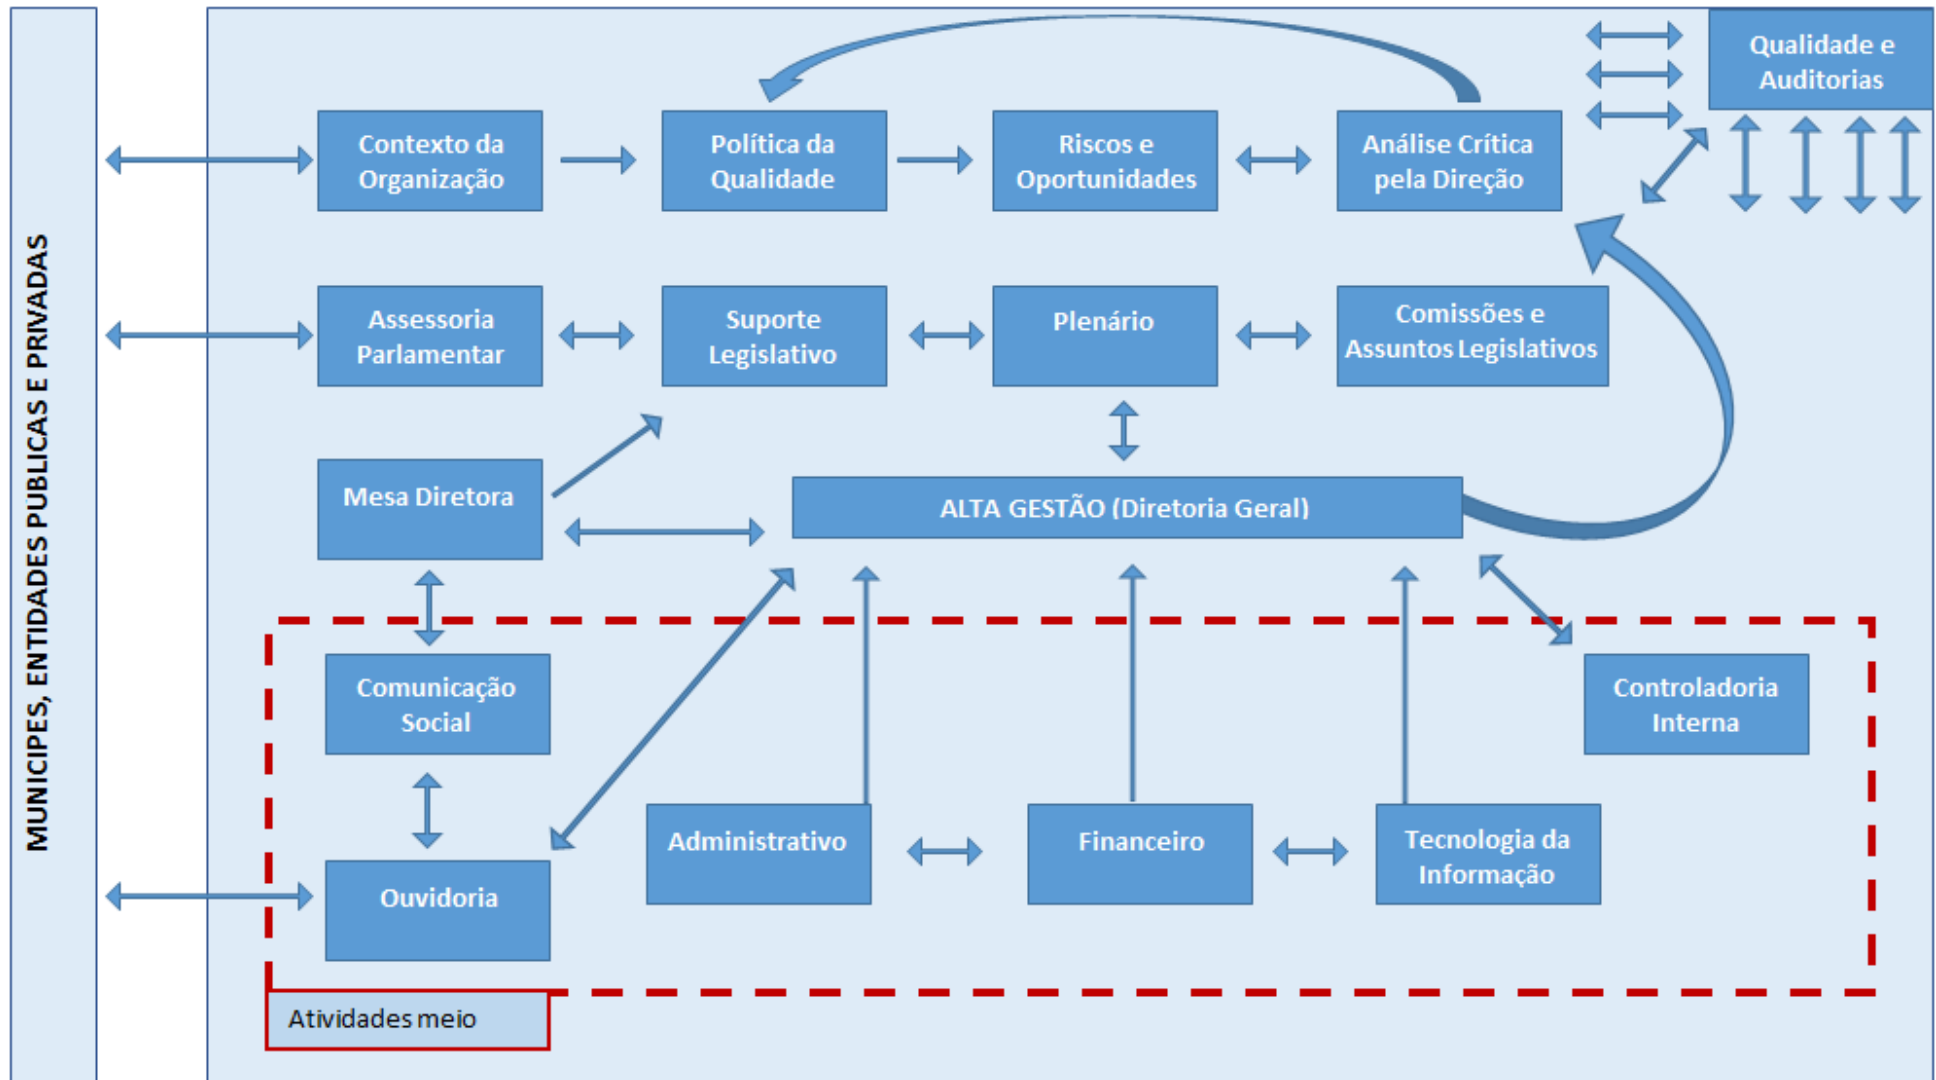 MUNICIPES, ENTIDADES PÚBLICAS E PRIVADAS
Qualidade e
Auditorias
Contexto da
Organização
Política da
Qualidade
Riscos e
Oportunidades
Análise Crítica
pela Direção
Assessoria
Parlamentar
Suporte
Legislativo
Plenário
Comissões e
Assuntos Legislativos
Mesa Diretora
ALTA GESTÃO (Diretoria Geral)
Comunicação
Social
Controladoria
Interna
Administrativo
Financeiro
Tecnologia da
Informação
Ouvidoria
Atividades meio